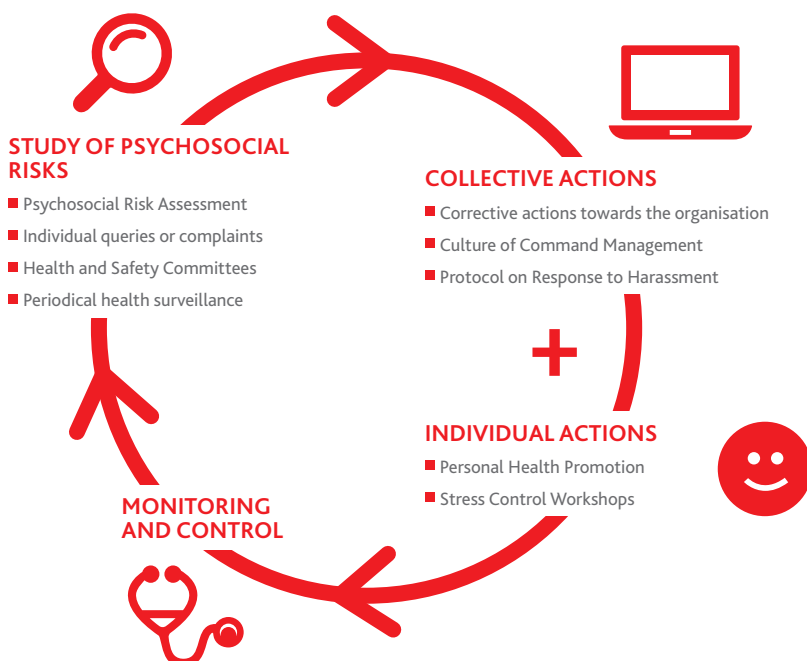 STUDY OF PSYCHOSOCIAL
RISKS
Psychosocial Risk Assessment
Individual queries or complaints
Health and Safety Committees
Periodical health surveillance
COLLECTIVE ACTIONS
Corrective actions towards the organisation
Culture of Command Management
Protocol on Response to Harassment
+
INDIVIDUAL ACTIONS
Personal Health Promotion
Stress Control Workshops
MONITORING
AND CONTROL